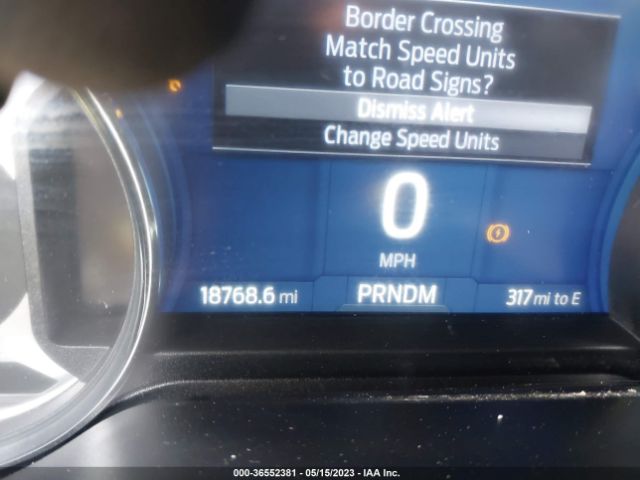 Border Crossing
Match Speed Units
to Road Signs?
Dismiss Alert
Change Speed Units
0
MPH
18768.6 mi
PRNDM
317 mi to E
000-36552381 - 05/15/2023 - IAA Inc.